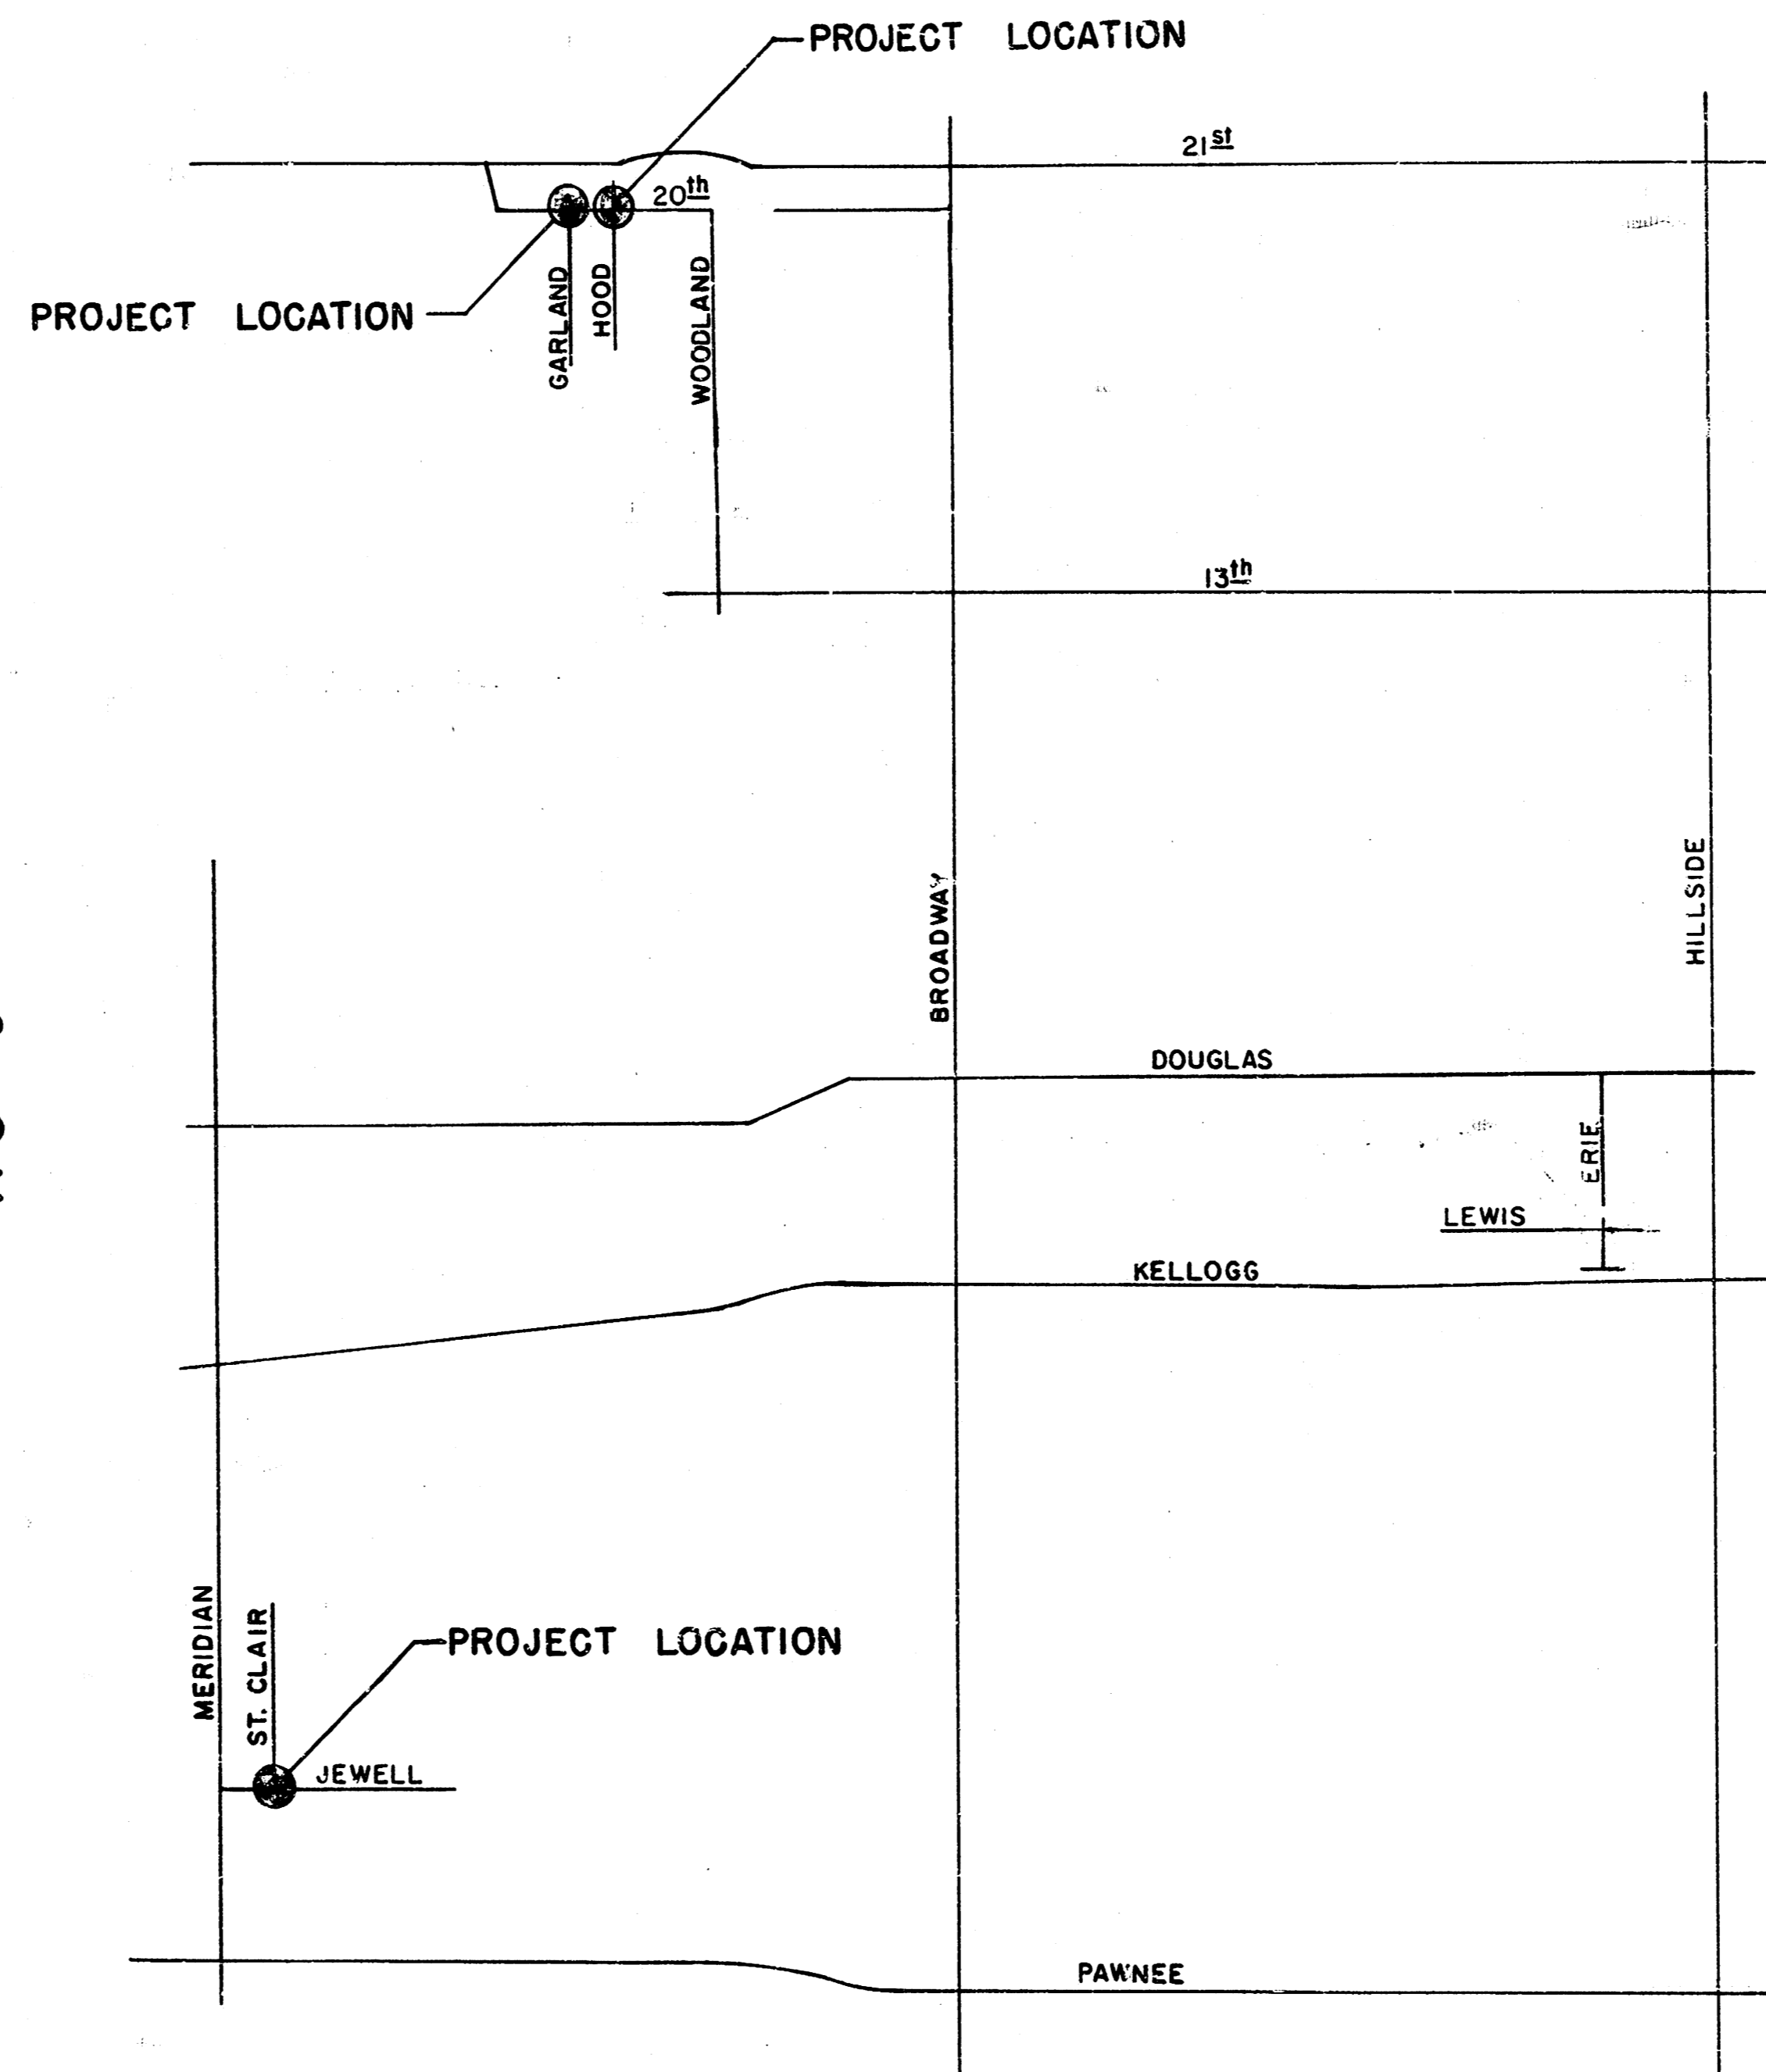 PROJECT LOCATION
21st
20th
PROJECT LOCATION
GARLAND
HOOD
WOODLAND
13th
BROADWAY
HILLSIDE
DOUGLAS
ERIE
LEWIS
KELLOGG
MERIDIAN
ST. CLAIR
PROJECT LOCATION
JEWELL
PAWNEE